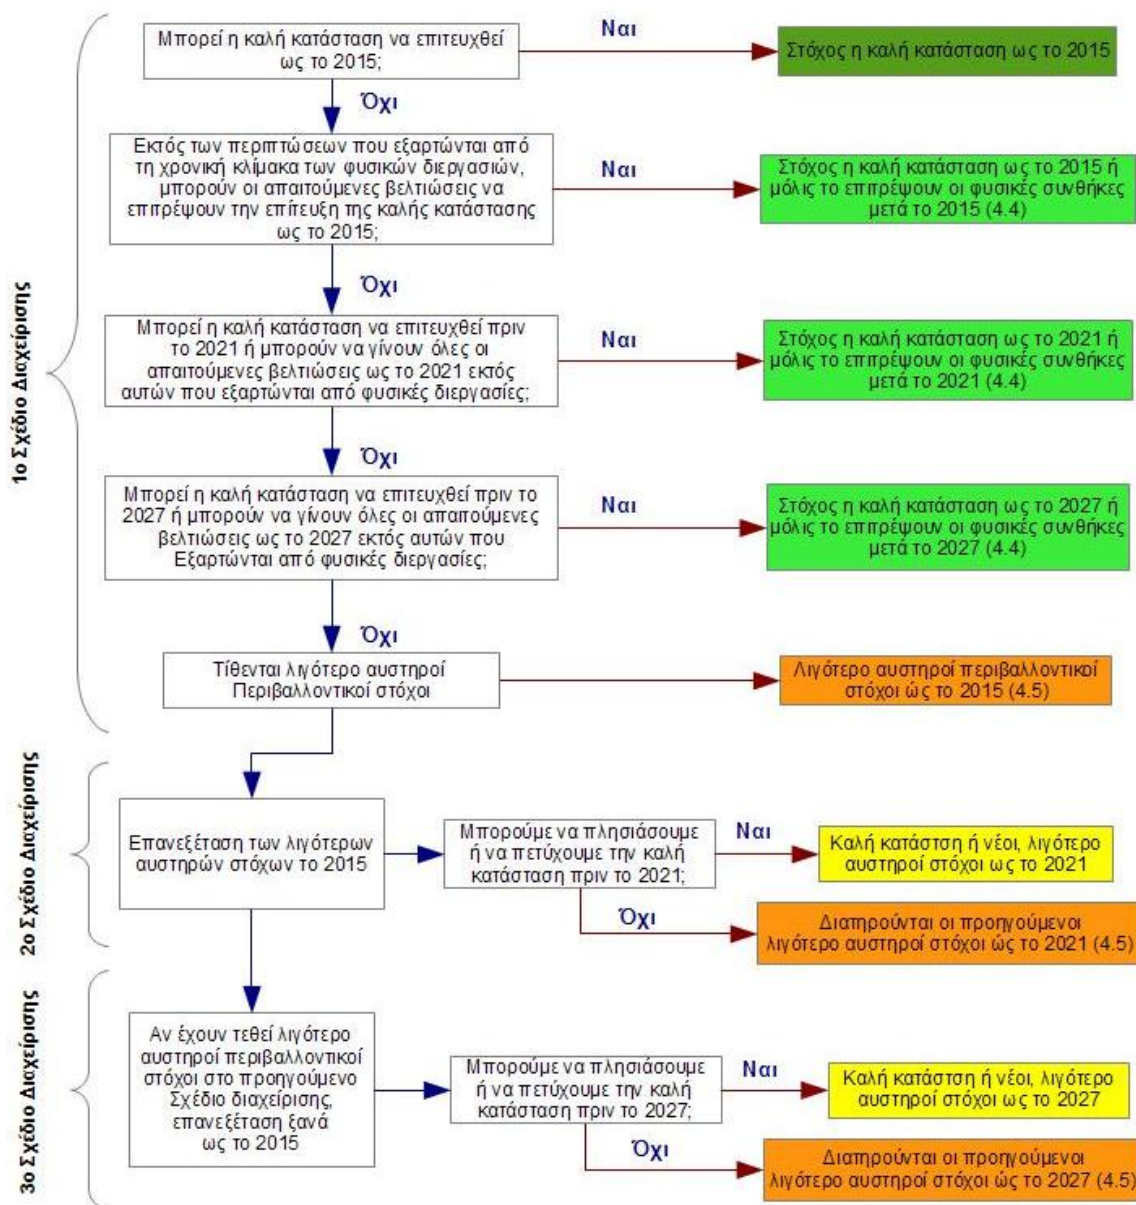 1ο Σχέδιο Διαχείρισης
Μπορεί η καλή κατάσταση να επιτευχθεί
ως το 2015;
Ναι
Στόχος η καλή κατάσταση ως το 2015
Όχι
Εκτός των περιπτώσεων που εξαρτώνται από
τη χρονική κλίμακα των φυσικών διεργασιών,
μπορούν οι απαιτούμενες βελτιώσεις να
επιτρέψουν την επίτευξη της καλής κατάστασης
ως το 2015;
Ναι
Στόχος η καλή κατάσταση ως το 2015 ή
μόλις το επιτρέψουν οι φυσικές συνθήκες
μετά το 2015 (4.4)
Όχι
Μπορεί η καλή κατάσταση να επιτευχθεί πριν
το 2021 ή μπορούν να γίνουν όλες οι
απαιτούμενες βελτιώσεις ως το 2021 εκτός
αυτών που εξαρτώνται από φυσικές διεργασίες;
Ναι
Στόχος η καλή κατάσταση ως το 2021 ή
μόλις το επιτρέψουν οι φυσικές συνθήκες
μετά το 2021 (4.4)
Όχι
Μπορεί η καλή κατάσταση να επιτευχθεί πριν το
2027 ή μπορούν να γίνουν όλες οι απαιτούμενες
βελτιώσεις ως το 2027 εκτός αυτών που
Εξαρτώνται από φυσικές διεργασίες;
Ναι
Στόχος η καλή κατάσταση ως το 2027 ή
μόλις το επιτρέψουν οι φυσικές συνθήκες
μετά το 2027 (4.4)
Όχι
Τίθενται λιγότερο αυστηροί
Περιβαλλοντικοί στόχοι
Λιγότερο αυστηροί περιβαλλοντικοί
στόχοι ώς το 2015 (4.5)
2ο Σχέδιο Διαχείρισης
Επανεξέταση των λιγότερων
αυστηρών στόχων το 2015
Μπορούμε να πλησιάσουμε
ή να πετύχουμε την καλή
κατάσταση πριν το 2021;
Ναι
Καλή κατάστση ή νέοι, λιγότερο
αυστηροί στόχοι ως το 2021
Όχι
Διατηρούνται οι προηγούμενοι
λιγότερο αυστηροί στόχοι ώς το 2021 (4.5)
3ο Σχέδιο Διαχείρισης
Αν έχουν τεθεί λιγότερο
αυστηροί περιβαλλοντικοί
στόχοι στο προηγούμενο
Σχέδιο διαχείρισης,
επανεξέταση ξανά
ως το 2015
Μπορούμε να πλησιάσουμε
ή να πετύχουμε την καλή
κατάσταση πριν το 2027;
Ναι
Καλή κατάστση ή νέοι, λιγότερο
αυστηροί στόχοι ως το 2027
Όχι
Διατηρούνται οι προηγούμενοι
λιγότερο αυστηροί στόχοι ώς το 2027 (4.5)